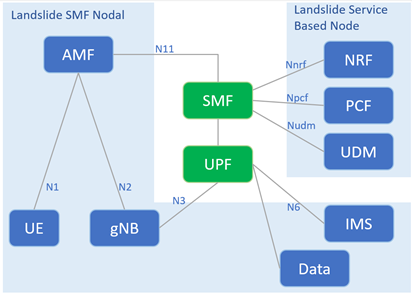 Landslide SMF Nodal
Landslide Service
Based Node
AMF
N11
Nnrf
NRF
SMF
Npcf
PCF
Nudm
UDM
UPF
N1
N2
N3
N6
UE
gNB
IMS
Data